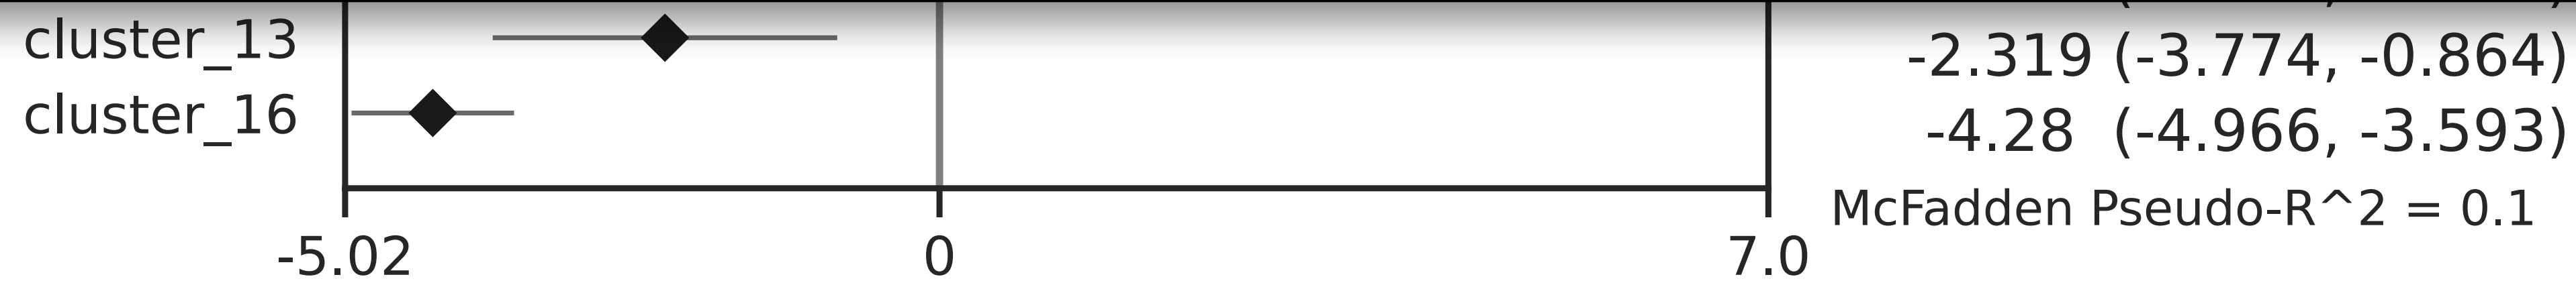 cluster_13
-2.319 (-3.774, -0.864)
cluster_16
-4.28 (-4.966, -3.593)
McFadden Pseudo-R^2 = 0.1
-5.02
0
7.0